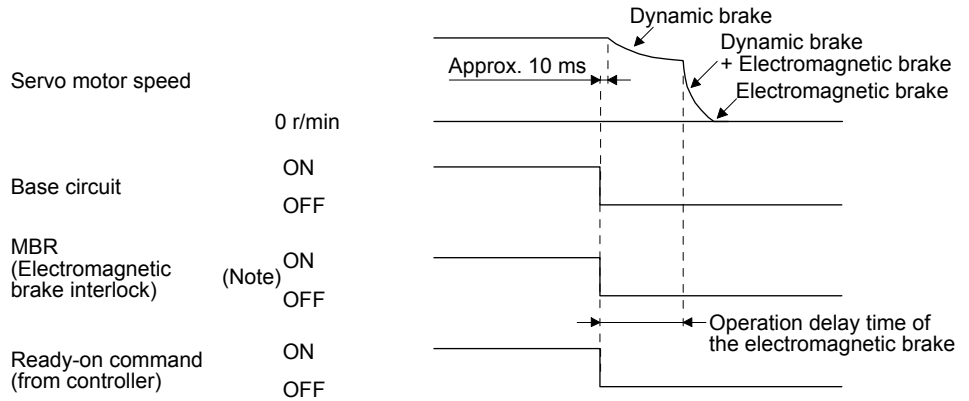 Dynamic brake
Dynamic brake
+ Electromagnetic brake
Approx. 10 ms
Servo motor speed
Electromagnetic brake
0 r/min
Base circuit
ON
OFF
MBR
(Electromagnetic
brake interlock)
(Note)
ON
OFF
Operation delay time of
the electromagnetic brake
Ready-on command
(from controller)
ON
OFF